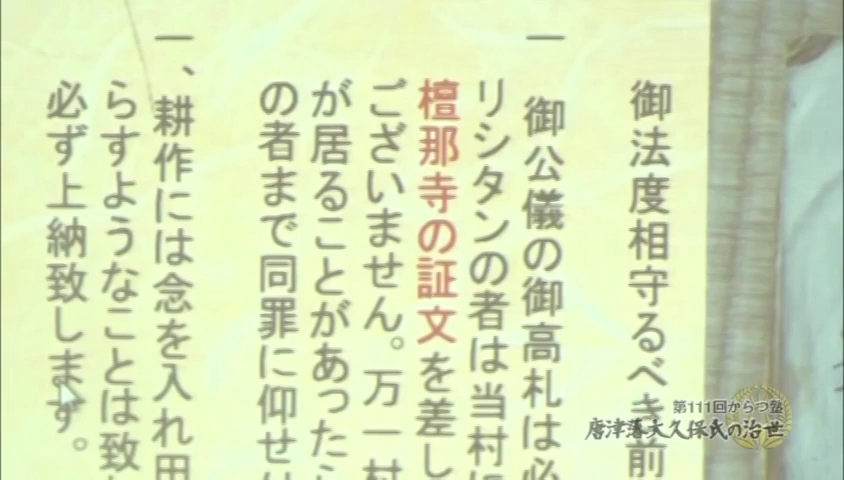 御法度相守るべき前
一 御公儀の御高札は必
リシタンの者は当村に
檀那寺の証文を差し
ございません。万一村
が居ることがあったら
の者まで同罪に仰せ
一、耕作には念を入れ田
らすようなことは致
必ず上納致します。
第111回からつ塾
唐津藩大久保氏の治世